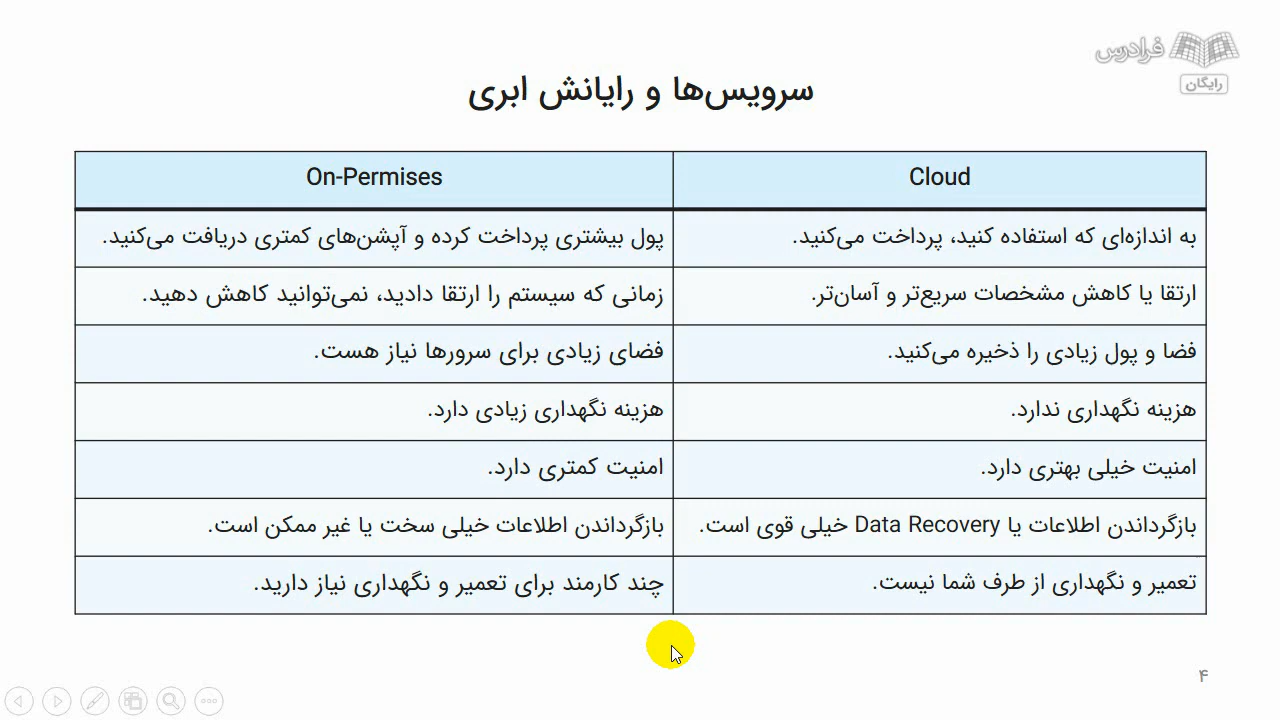 فرادرس
رایگان
سرویس‌ها و رایانش ابری
Cloud
On-Permises
به اندازه‌ای که استفاده کنید، پرداخت می‌کنید.
پول بیشتری پرداخت کرده و آپشن‌های کمتری دریافت می‌کنید.
ارتقا یا کاهش مشخصات سریع‌تر و آسان‌تر.
زمانی که سیستم را ارتقا دادید، نمی‌توانید کاهش دهید.
فضا و پول زیادی را ذخیره می‌کنید.
فضای زیادی برای سرورها نیاز هست.
هزینه نگهداری ندارد.
هزینه نگهداری زیادی دارد.
امنیت خیلی بهتری دارد.
امنیت کمتری دارد.
بازگرداندن اطلاعات یا Data Recovery خیلی قوی است.
بازگرداندن اطلاعات خیلی سخت یا غیر ممکن است.
تعمیر و نگهداری از طرف شما نیست.
چند کارمند برای تعمیر و نگهداری نیاز دارید.
۴